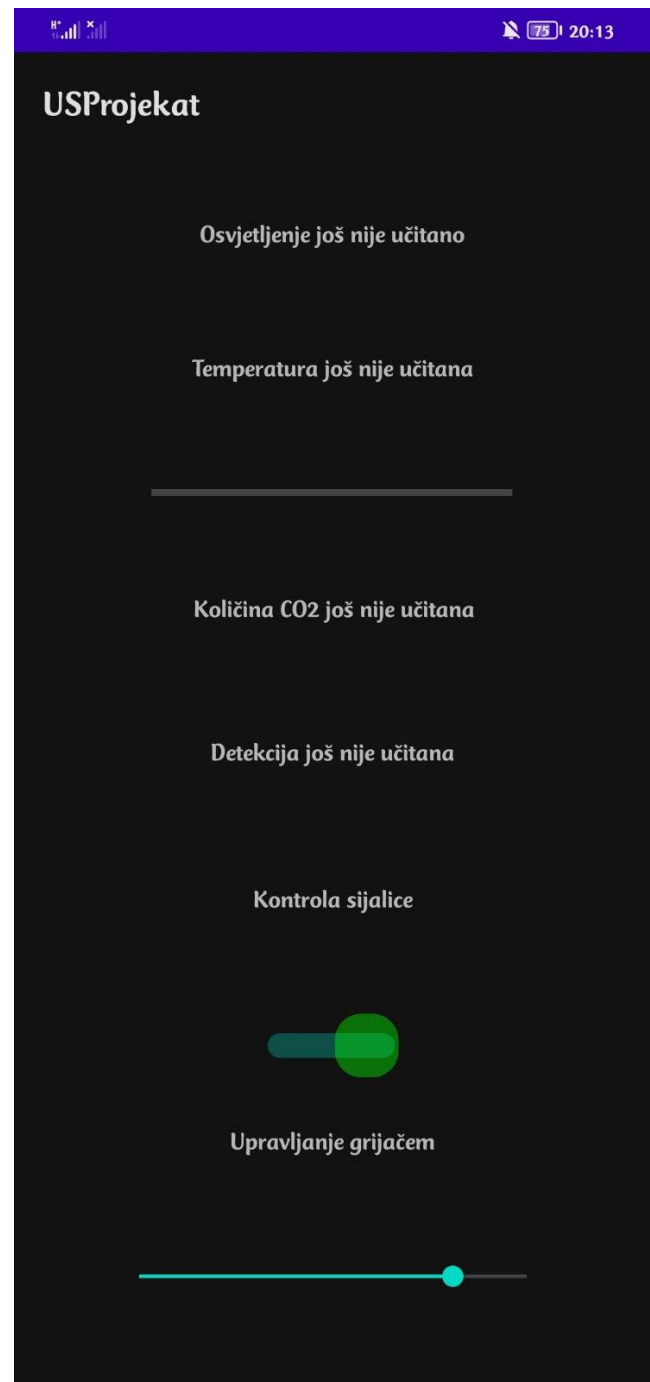 H+
75 20:13
USProjekat
Osvjetljenje još nije učitano
Temperatura još nije učitana
Količina CO2 još nije učitana
Detekcija još nije učitana
Kontrola sijalice
Upravljanje grijačem